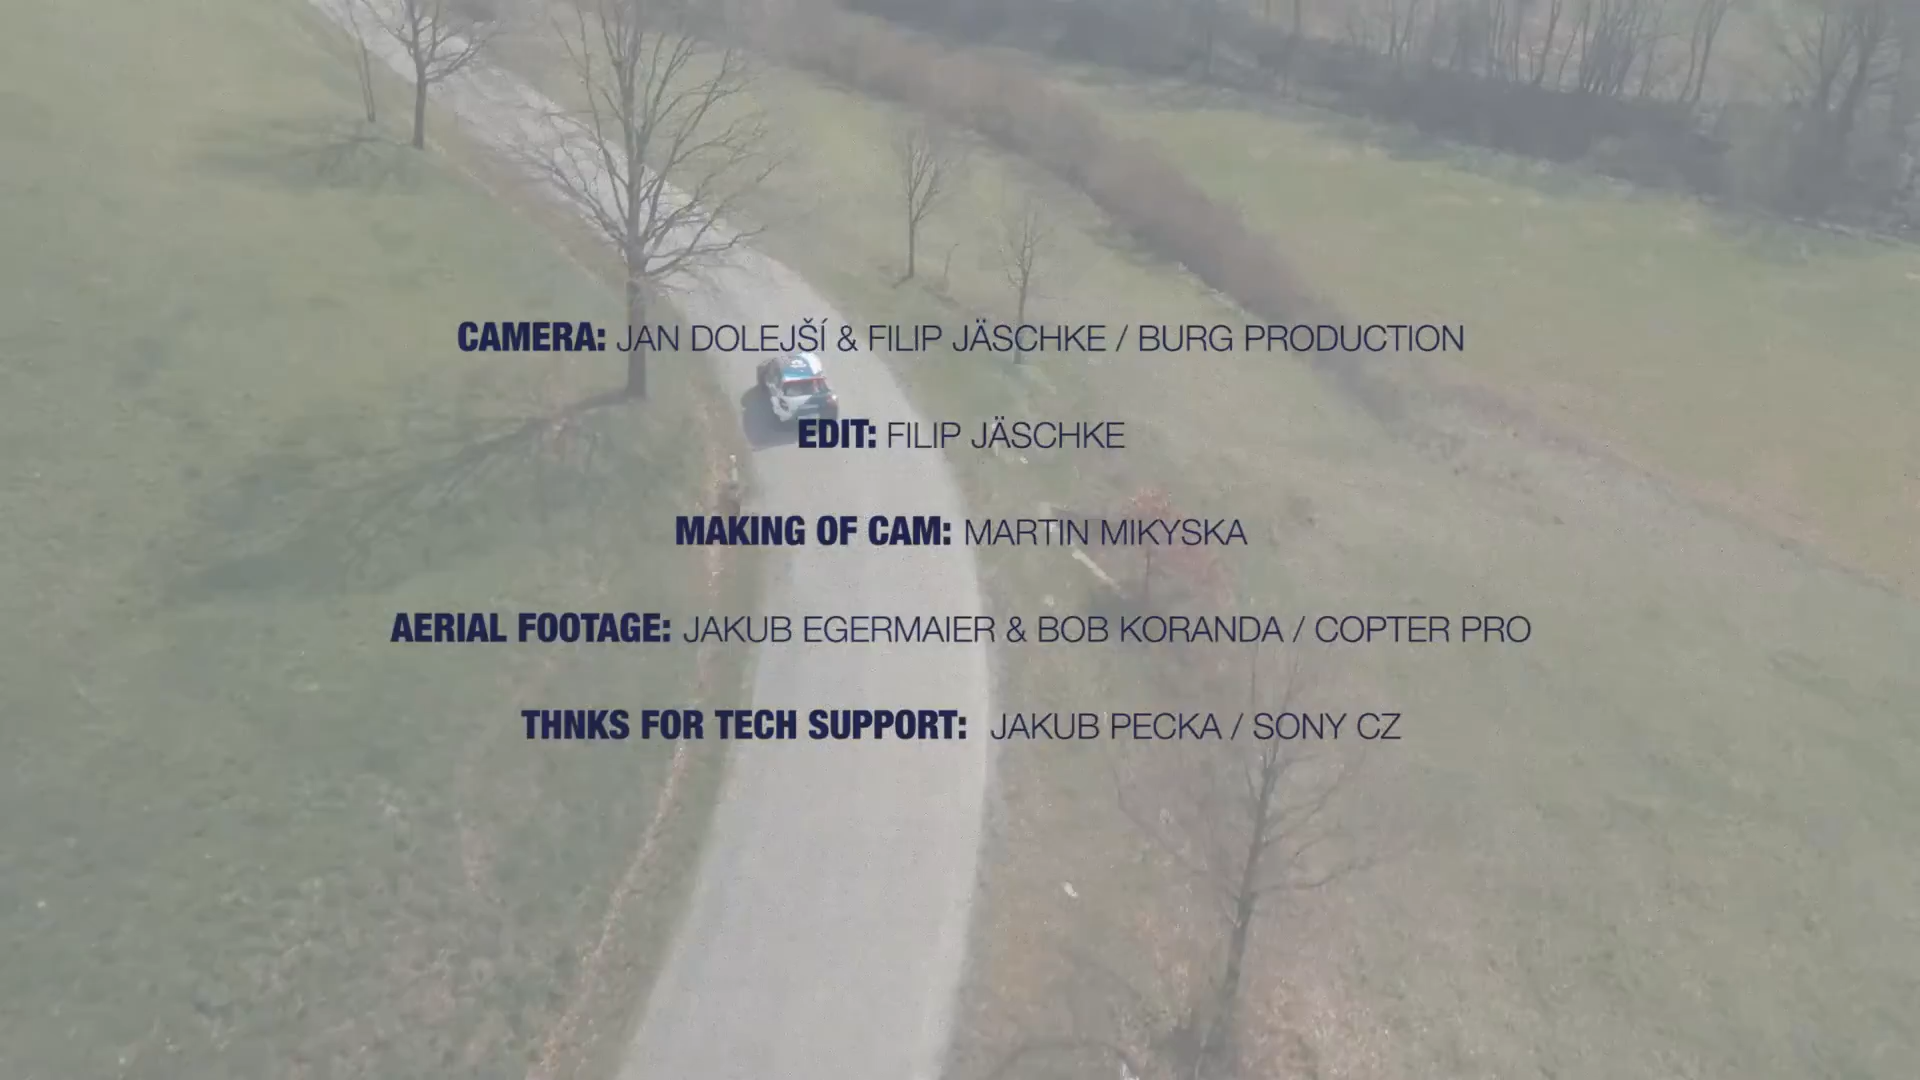 CAMERA: JAN DOLEJŠÍ & FILIP JÄSCHKE / BURG PRODUCTION
EDIT: FILIP JÄSCHKE
MAKING OF CAM: MARTIN MIKYSKA
AERIAL FOOTAGE: JAKUB EGERMAIER & BOB KORANDA / COPTER PRO
THNKS FOR TECH SUPPORT: JAKUB PECKA / SONY CZ